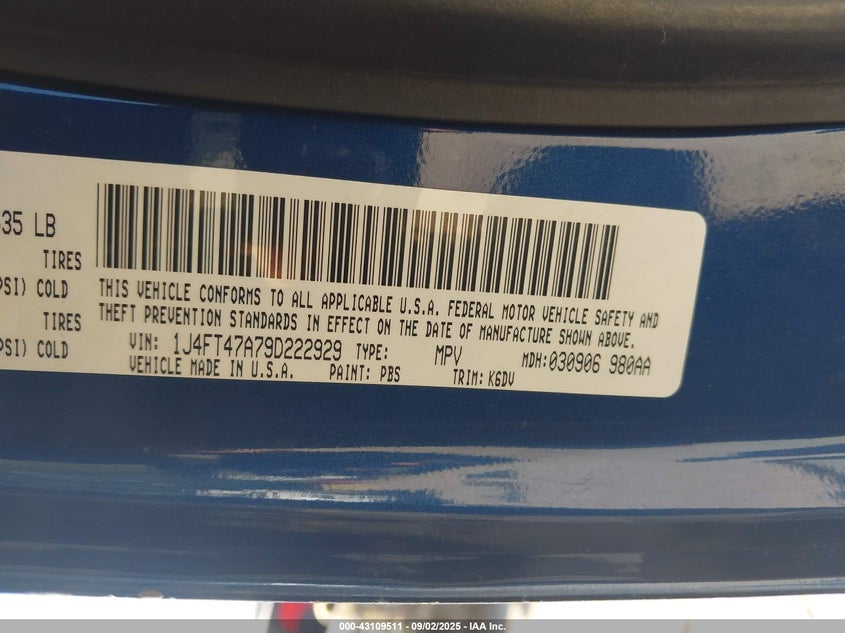 35 LB
TIRES
PSI) COLD
TIRES
PSI) COLD
THIS VEHICLE CONFORMS TO ALL APPLICABLE U.S.A. FEDERAL MOTOR VEHICLE SAFETY AND
THEFT PREVENTION STANDARDS IN EFFECT ON THE DATE OF MANUFACTURE SHOWN ABOVE.
VIN: 1J4FT47A79D222929 TYPE: MPV MDH:030906 980AA
VEHICLE MADE IN U.S.A. PAINT: PBS TRIM: K6DV
000-43109511 - 09/02/2025 - IAA Inc.